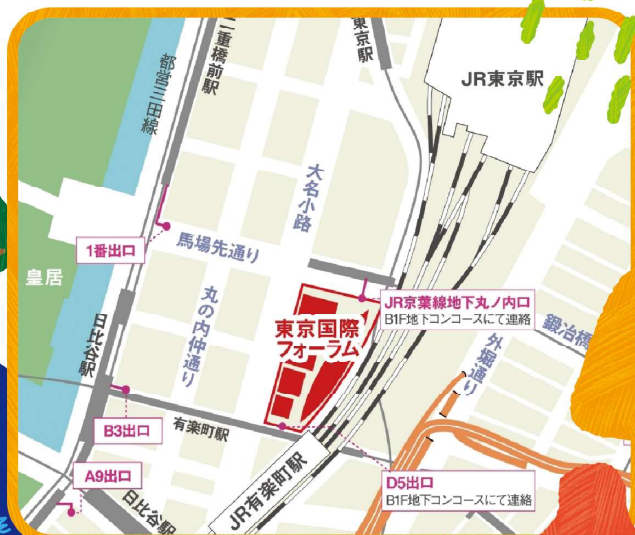 二重橋前駅
東京駅
JR東京駅
都営三田線
大名小路
1番出口
馬場先通り
皇居
丸の内仲通り
東京国際
フォーラム
JR京葉線地下丸ノ内口
B1F地下コンコースにて連絡
鍛冶橋
外堀通り
日比谷駅
B3出口
有楽町駅
A9出口
日比谷駅
JR有楽町駅
D5出口
B1F地下コンコースにて連絡